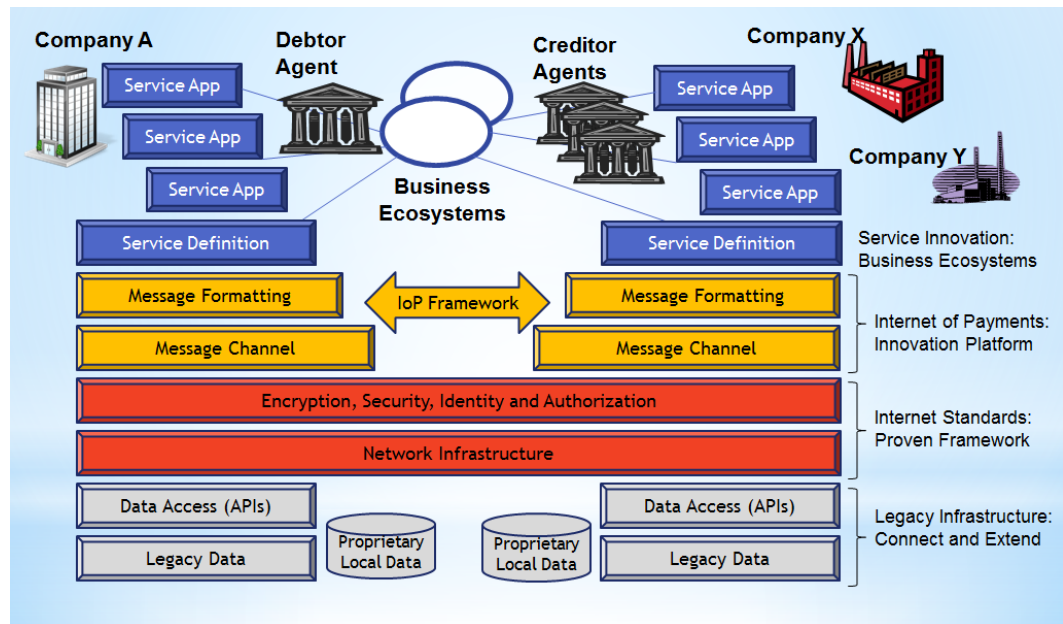 Company A
Debtor
Agent
Creditor
Agents
Company X
Service App
Service App
Service App
Service App
Service App
Service App
Company Y
Business
Ecosystems
Service Definition
Service Definition
Service Innovation:
Business Ecosystems
Message Formatting
IoP Framework
Message Formatting
Message Channel
Message Channel
Internet of Payments:
Innovation Platform
Encryption, Security, Identity and Authorization
Network Infrastructure
Internet Standards:
Proven Framework
Data Access (APIs)
Legacy Data
Proprietary
Local Data
Proprietary
Local Data
Data Access (APIs)
Legacy Data
Legacy Infrastructure:
Connect and Extend